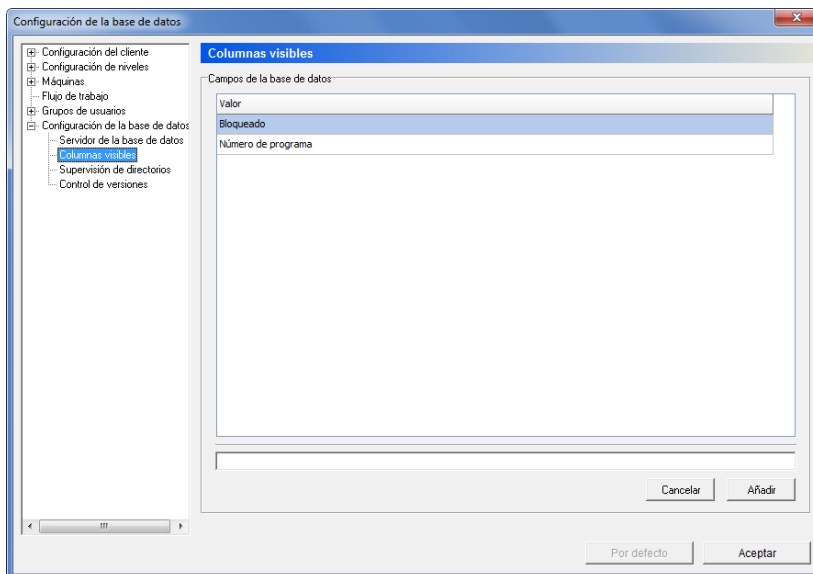 Configuración de la base de datos
Configuración del cliente
Configuración de niveles
Máquinas
Flujo de trabajo
Grupos de usuarios
Configuración de la base de datos
Servidor de la base de datos
Columnas visibles
Supervisión de directorios
Control de versiones
Columnas visibles
Campos de la base de datos
Valor
Bloqueado
Número de programa
Cancelar
Añadir
Por defecto
Aceptar